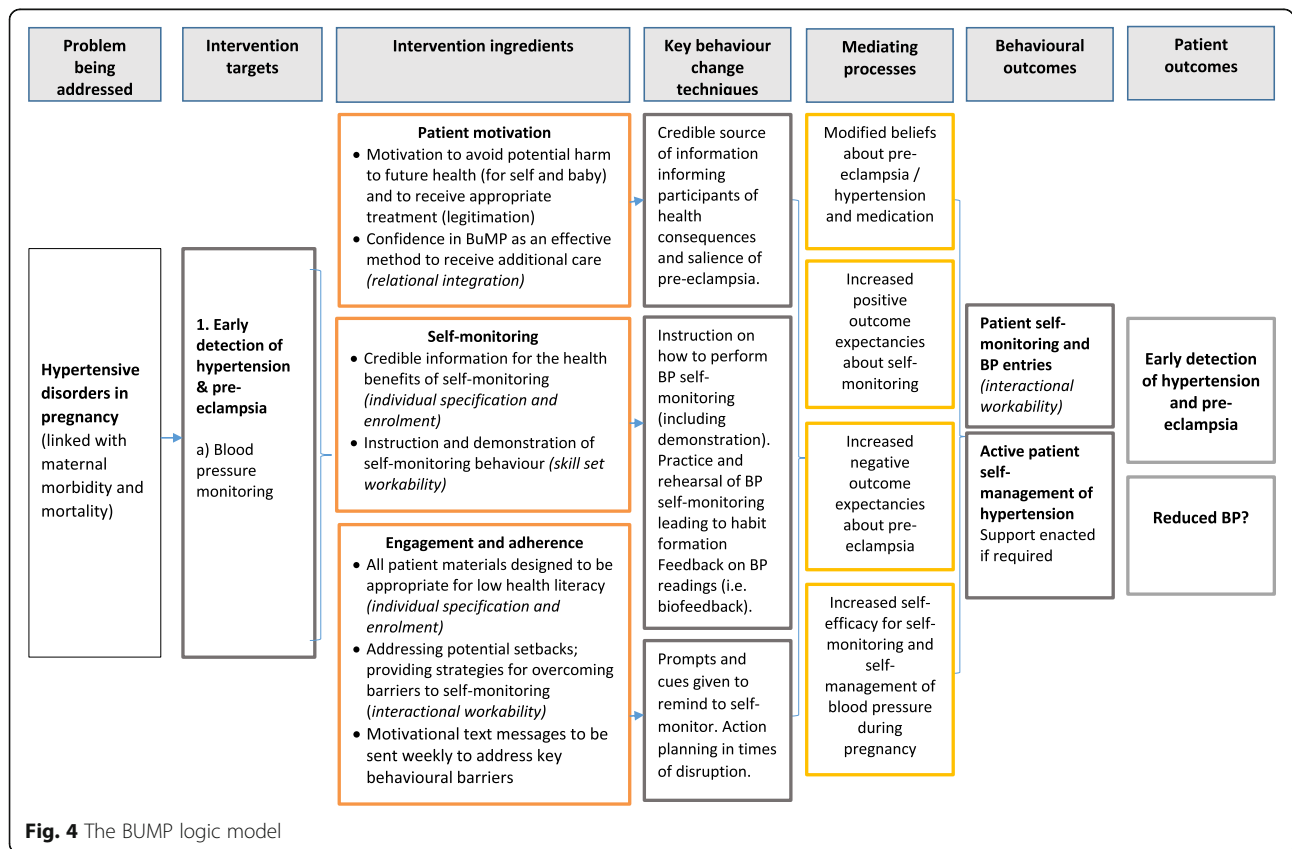 Problem
being
addressed
Intervention
targets
Intervention ingredients
Key behaviour
change
techniques
Mediating
processes
Behavioural
outcomes
Patient
outcomes
Hypertensive
disorders in
pregnancy
(linked with
maternal
morbidity and
mortality)
1. Early
detection of
hypertension
& pre-
eclampsia
a) Blood
pressure
monitoring
Patient motivation
• Motivation to avoid potential harm
to future health (for self and baby)
and to receive appropriate
treatment (legitimation)
• Confidence in BuMP as an effective
method to receive additional care
(relational integration)
Self-monitoring
• Credible information for the health
benefits of self-monitoring
(individual specification and
enrolment)
• Instruction and demonstration of
self-monitoring behaviour (skill set
workability)
Engagement and adherence
• All patient materials designed to be
appropriate for low health literacy
(individual specification and
enrolment)
• Addressing potential setbacks;
providing strategies for overcoming
barriers to self-monitoring
(interactional workability)
• Motivational text messages to be
sent weekly to address key
behavioural barriers
Credible source
of information
informing
participants of
health
consequences
and salience of
pre-eclampsia.
Instruction on
how to perform
BP self-
monitoring
(including
demonstration).
Practice and
rehearsal of BP
self-monitoring
leading to habit
formation
Feedback on BP
readings (i.e.
biofeedback).
Prompts and
cues given to
remind to self-
monitor. Action
planning in times
of disruption.
Modified beliefs
about pre-
eclampsia /
hypertension
and medication
Increased
positive
outcome
expectancies
about self-
monitoring
Increased
negative
outcome
expectancies
about pre-
eclampsia
Increased self-
efficacy for self-
monitoring and
self-
management of
blood pressure
during
pregnancy
Patient self-
monitoring and
BP entries
(interactional
workability)
Active patient
self-
management of
hypertension
Support enacted
if required
Early detection
of hypertension
and pre-
eclampsia
Reduced BP?
Fig. 4 The BUMP logic model